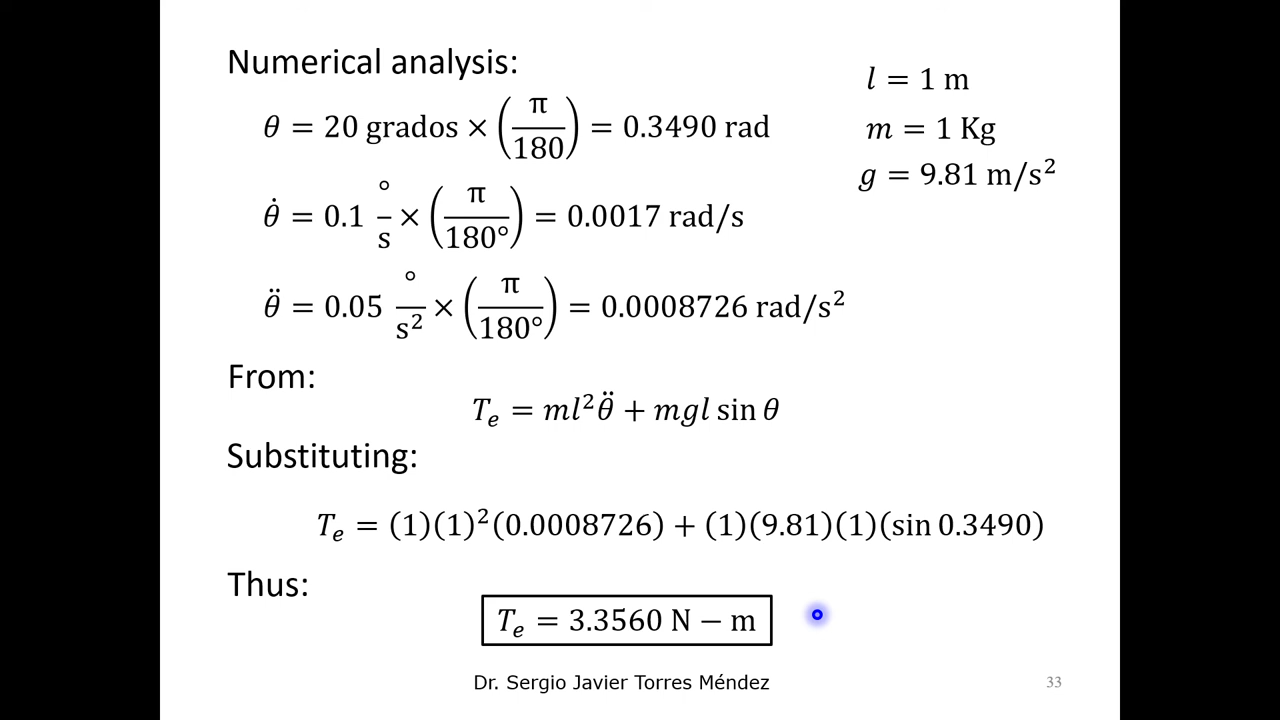 Numerical analysis:
l = 1 m
θ = 20 grados × (π/180) = 0.3490 rad
m = 1 Kg
g = 9.81 m/s²
θ̇ = 0.1 °/s × (π/180°) = 0.0017 rad/s
θ̈ = 0.05 °/s² × (π/180°) = 0.0008726 rad/s²
From:
Tₑ = ml²θ̈ + mgl sin θ
Substituting:
Tₑ = (1)(1)²(0.0008726) + (1)(9.81)(1)(sin 0.3490)
Thus:
Tₑ = 3.3560 N − m
Dr. Sergio Javier Torres Méndez
33